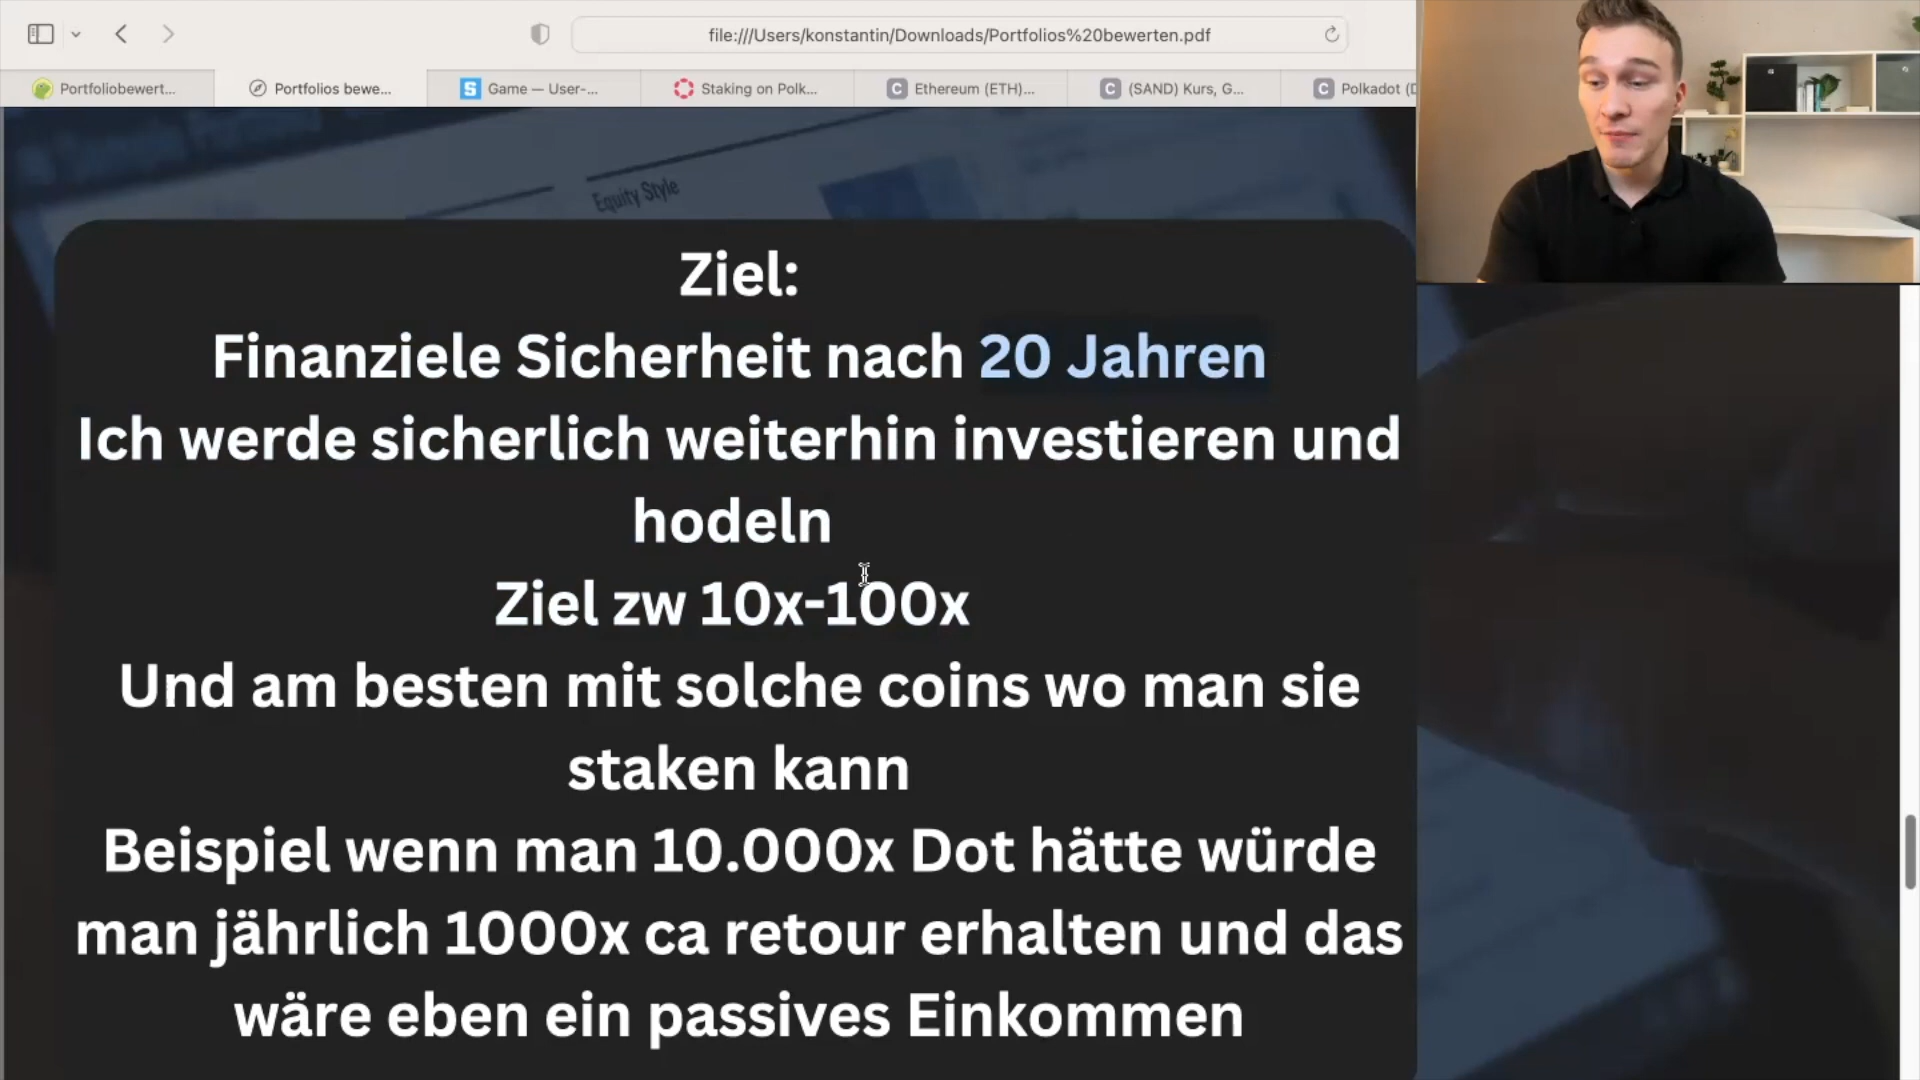 file:///Users/konstantin/Downloads/Portfolios%20bewerten.pdf
Portfoliobewert...
Portfolios bewe...
Game — User-...
Staking on Polk...
Ethereum (ETH)...
(SAND) Kurs, G...
Polkadot (D
Equity Style
Ziel:
Finanziele Sicherheit nach 20 Jahren
Ich werde sicherlich weiterhin investieren und
hodeln
Ziel zw 10x-100x
Und am besten mit solche coins wo man sie
staken kann
Beispiel wenn man 10.000x Dot hätte würde
man jährlich 1000x ca retour erhalten und das
wäre eben ein passives Einkommen